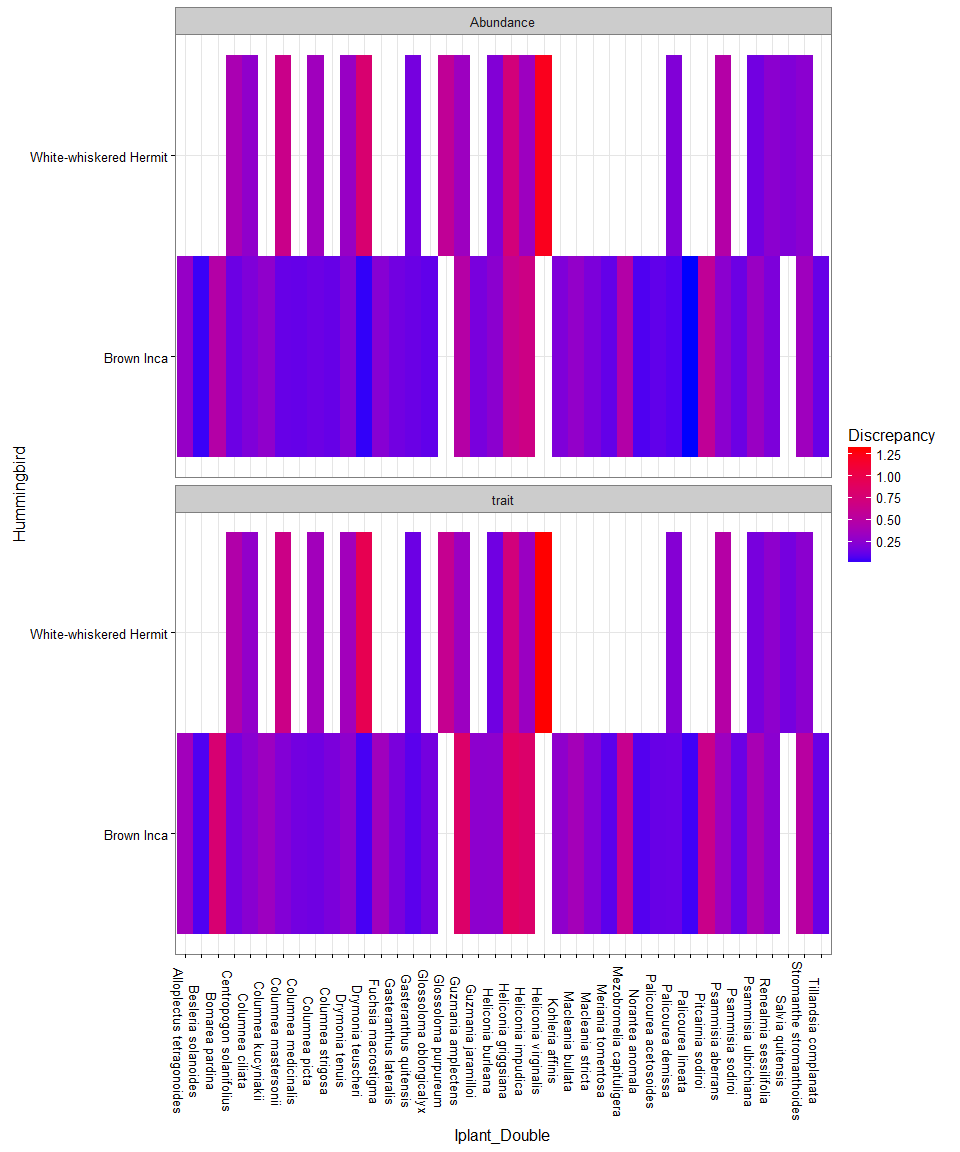 Abundance
White-whiskered Hermit
Brown Inca
Hummingbird
trait
White-whiskered Hermit
Brown Inca
Discrepancy
1.25
1.00
0.75
0.50
0.25
Alloplectus tetragonoides
Besleria solanoides
Bomarea pardina
Centropogon solanifolius
Columnea ciliata
Columnea kucyniakii
Columnea mastersonii
Columnea medicinalis
Columnea picta
Columnea strigosa
Drymonia tenuis
Drymonia teuscheri
Fuchsia macrostigma
Gasteranthus lateralis
Gasteranthus quitensis
Glossoloma oblongicalyx
Glossoloma purpureum
Guzmania amplectens
Guzmania jaramilloi
Heliconia burleana
Heliconia griggsiana
Heliconia impudica
Heliconia virginalis
Kohleria affinis
Macleania bullata
Macleania stricta
Meriania tomentosa
Mezobromelia capituligera
Norantea anomala
Palicourea acetosoides
Palicourea demissa
Palicourea lineata
Pitcairnia sodiroi
Psammisia aberrans
Psammisia sodiroi
Psammisia ulbrichiana
Renealmia sessilifolia
Salvia quitensis
Stromanthe stromanthoides
Tillandsia complanata
Iplant_Double